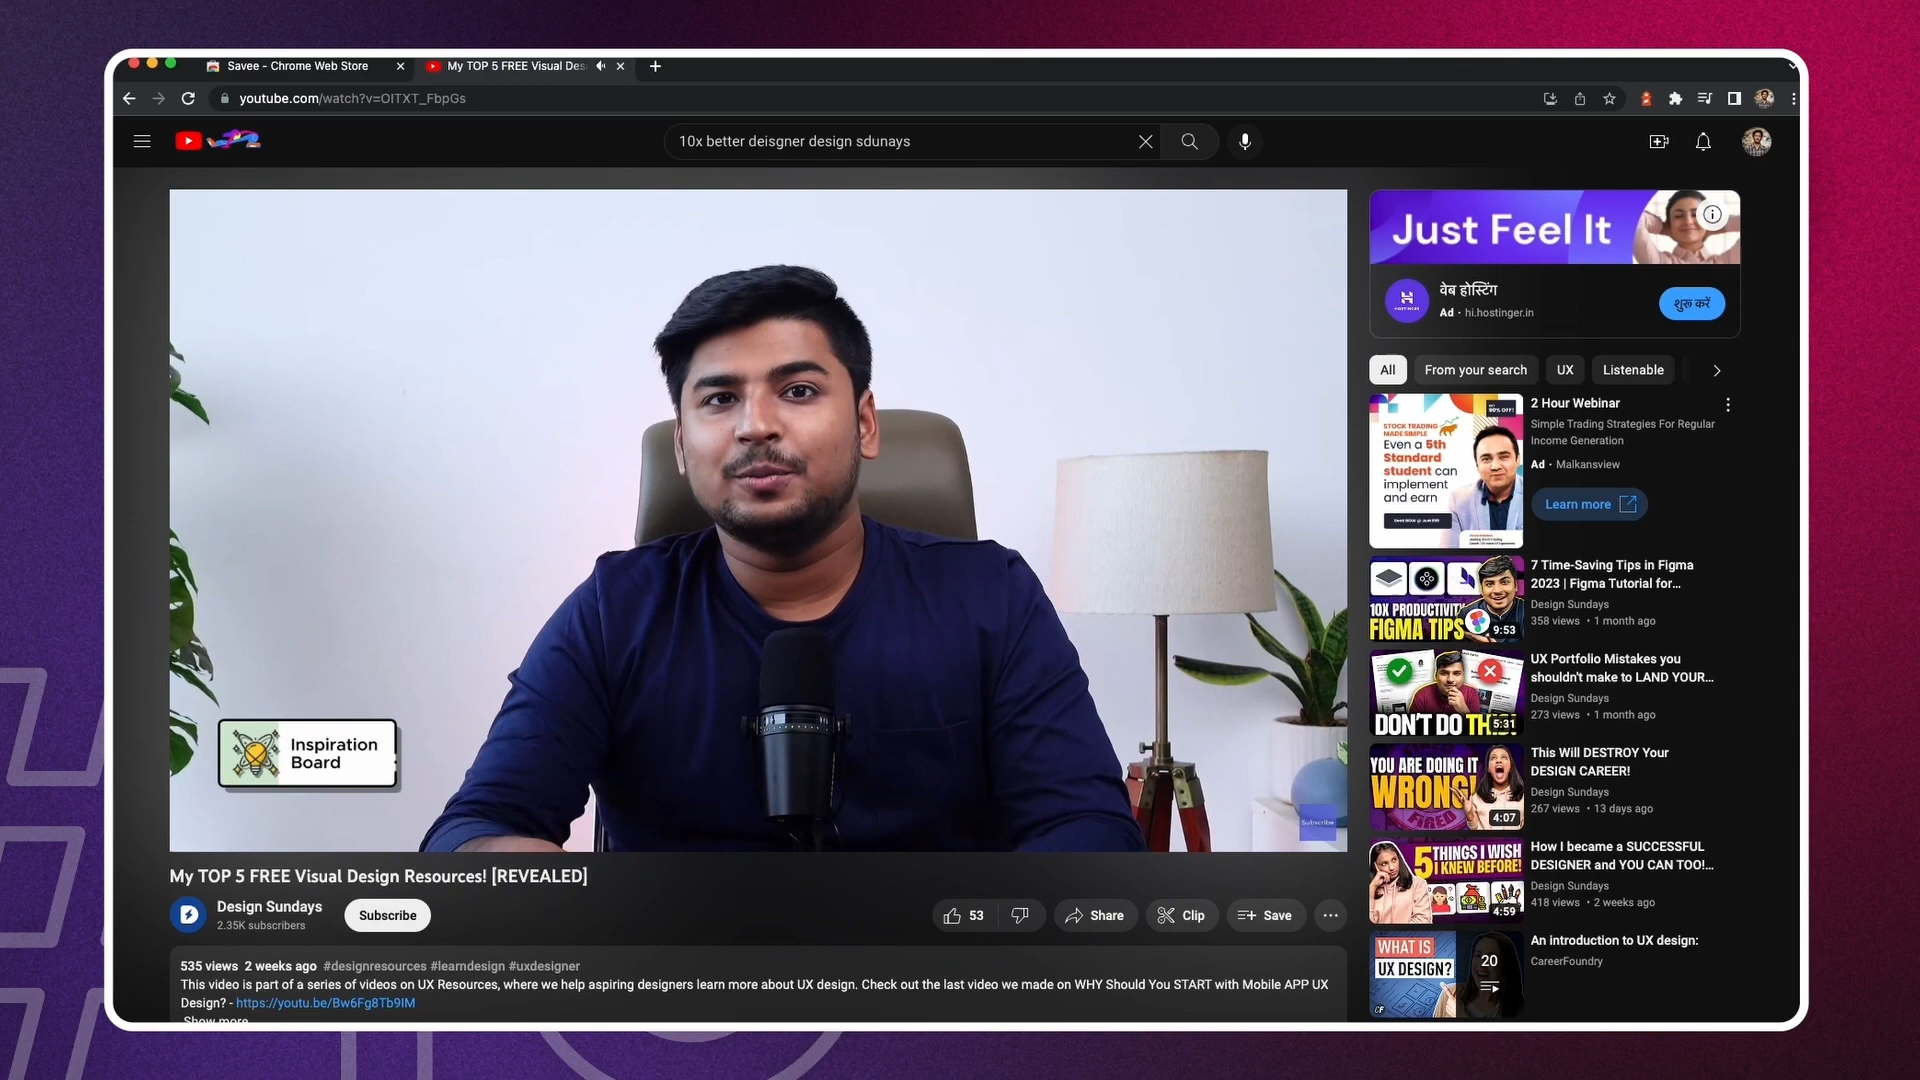 Savee - Chrome Web Store
My TOP 5 FREE Visual Des
youtube.com/watch?v=OITXT_FbpGs
10x better deisgner design sdunays
Just Feel It
वेब होस्टिंग
Ad · hi.hostinger.in
शुरू करें
All
From your search
UX
Listenable
STOCK TRADING
MADE SIMPLE
Even a 5th
Standard
student can
implement
and earn
90% OFF!
2 Hour Webinar
Simple Trading Strategies For Regular
Income Generation
Ad · Malkansview
Learn more
10X PRODUCTIVITY
FIGMA TIPS
9:53
7 Time-Saving Tips in Figma
2023 | Figma Tutorial for...
Design Sundays
358 views • 1 month ago
DON'T DO THIS!
5:31
UX Portfolio Mistakes you
shouldn't make to LAND YOUR...
Design Sundays
273 views • 1 month ago
YOU ARE DOING IT
WRONG!
FIRED
4:07
This Will DESTROY Your
DESIGN CAREER!
Design Sundays
267 views • 13 days ago
5 THINGS I WISH
I KNEW BEFORE!
4:59
How I became a SUCCESSFUL
DESIGNER and YOU CAN TOO!...
Design Sundays
418 views • 2 weeks ago
WHAT IS
UX DESIGN?
20
CF
An introduction to UX design:
CareerFoundry
Inspiration
Board
Subscribe
My TOP 5 FREE Visual Design Resources! [REVEALED]
Design Sundays
2.35K subscribers
Subscribe
53
Share
Clip
Save
535 views 2 weeks ago #designresources #learndesign #uxdesigner
This video is part of a series of videos on UX Resources, where we help aspiring designers learn more about UX design. Check out the last video we made on WHY Should You START with Mobile APP UX
Design? - https://youtu.be/Bw6Fg8Tb9IM
Show more